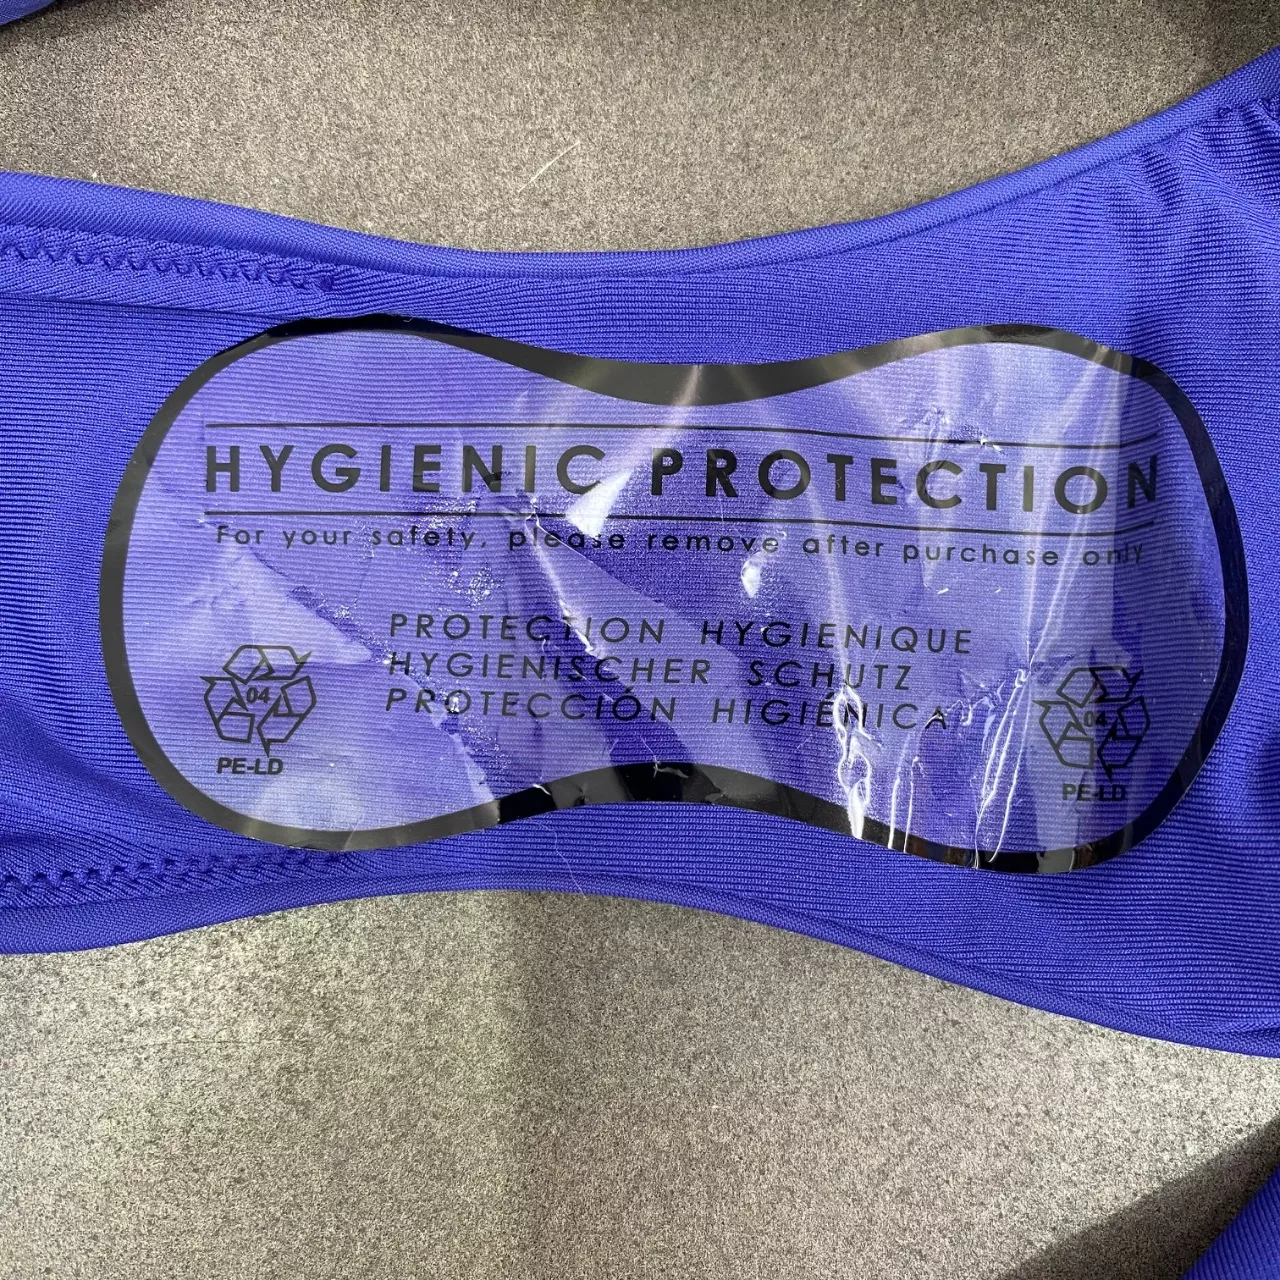 HYGIENIC PROTECTION
For your safety, please remove after purchase only
PROTECTION HYGIENIQUE
HYGIENISCHER SCHUTZ
PROTECCIÓN HIGIÉNICA
04
PE-LD
04
PE-LD